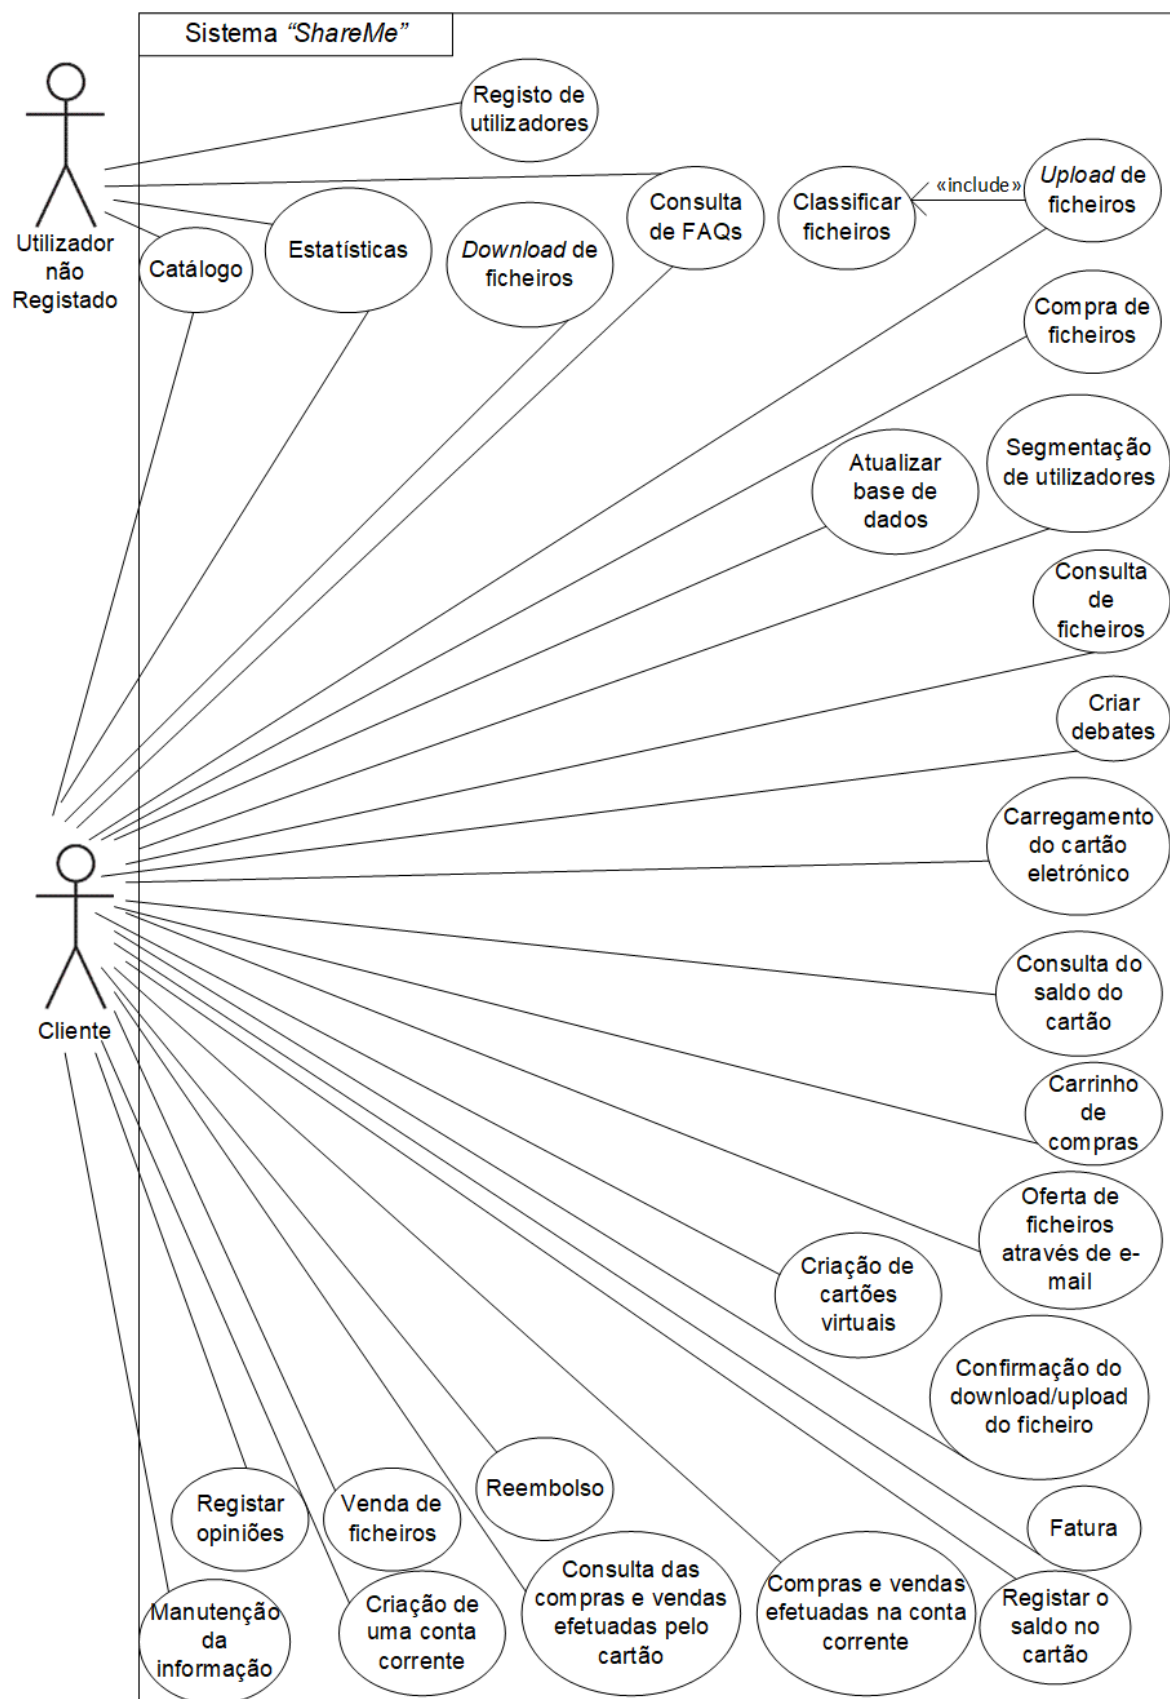 Sistema “ShareMe”
Registo de
utilizadores
Utilizador
não
Registado
Catálogo
Estatísticas
Download de
ficheiros
Consulta
de FAQs
Classificar
ficheiros
«include»
Upload de
ficheiros
Compra de
ficheiros
Atualizar
base de
dados
Segmentação
de utilizadores
Consulta
de
ficheiros
Criar
debates
Carregamento
do cartão
eletrónico
Cliente
Consulta do
saldo do
cartão
Carrinho
de
compras
Oferta de
ficheiros
através de e-
mail
Criação de
cartões
virtuais
Confirmação do
download/upload
do ficheiro
Reembolso
Registar
opiniões
Venda de
ficheiros
Fatura
Manutenção
da
informação
Criação de
uma conta
corrente
Consulta das
compras e vendas
efetuadas pelo
cartão
Compras e vendas
efetuadas na conta
corrente
Registar o
saldo no
cartão